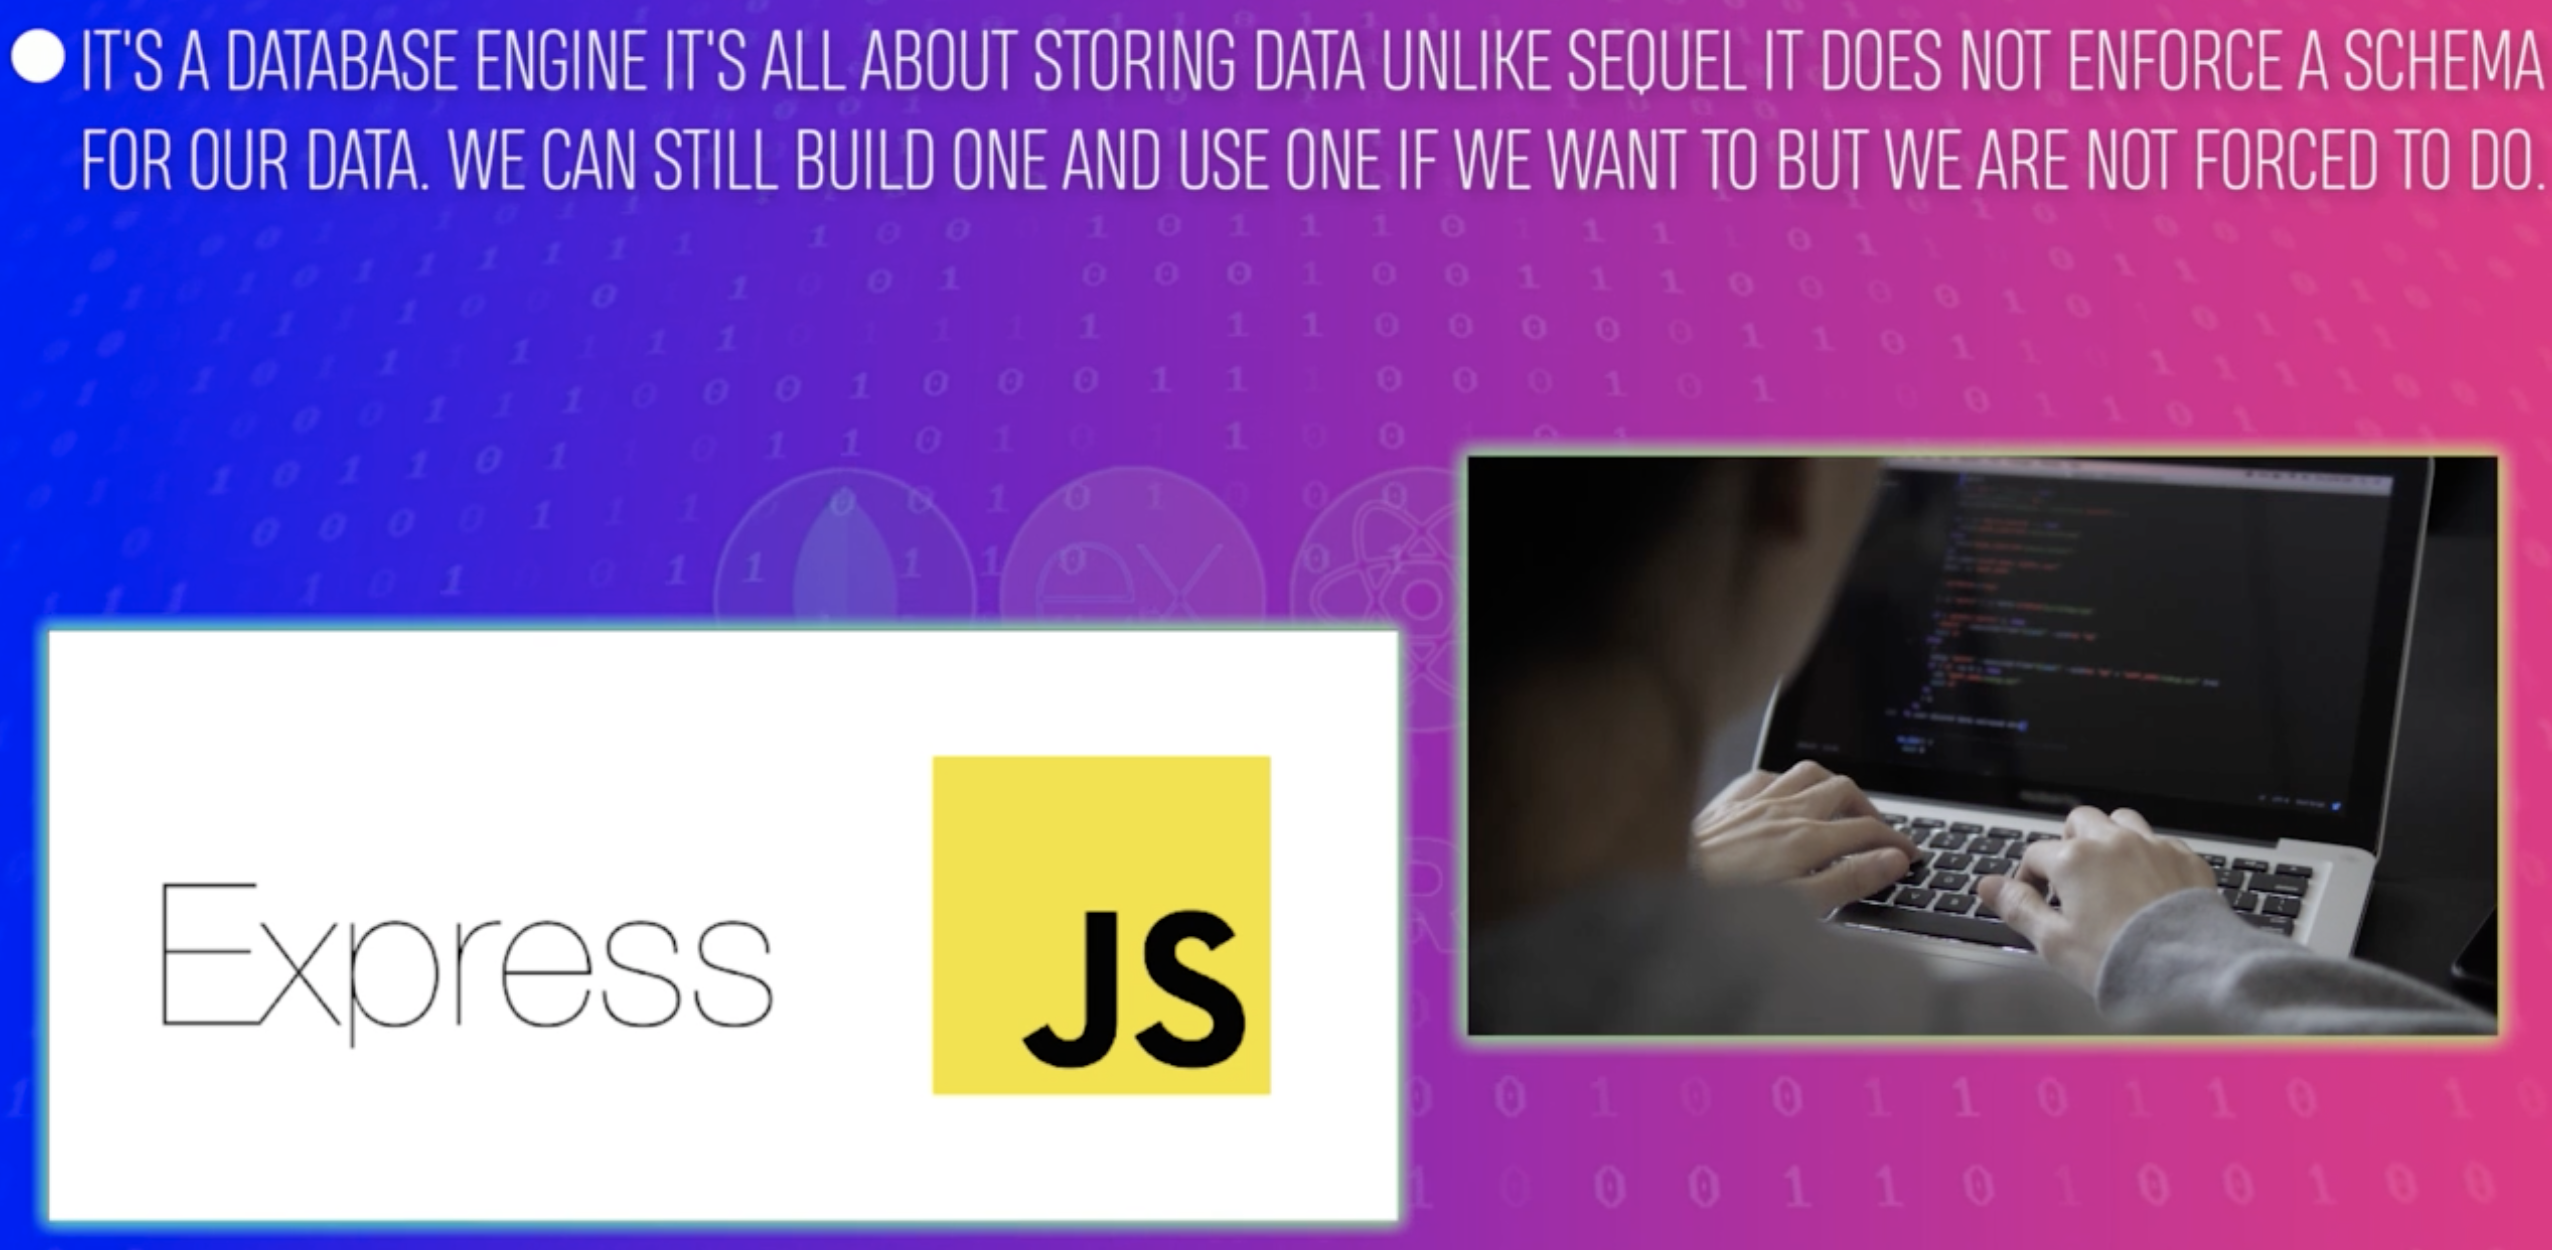 IT'S A DATABASE ENGINE IT'S ALL ABOUT STORING DATA UNLIKE SEQUEL IT DOES NOT ENFORCE A SCHEMA
FOR OUR DATA. WE CAN STILL BUILD ONE AND USE ONE IF WE WANT TO BUT WE ARE NOT FORCED TO DO.
ex
Express
JS